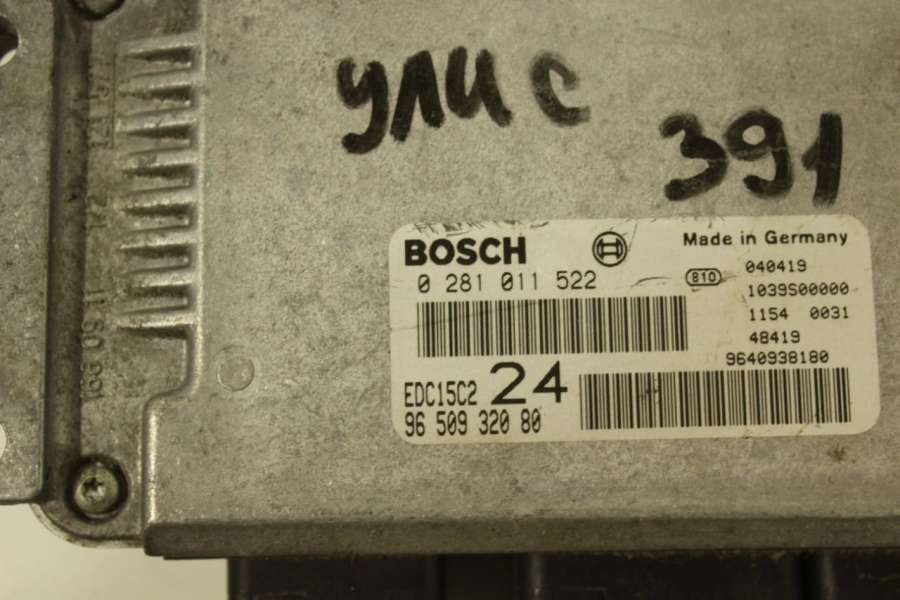 УЛИ С
391
BOSCH
Made in Germany
0 281 011 522
810
040419
1039S00000
1154 0031
48419
9640938180
EDC15C2 24
96 509 320 80